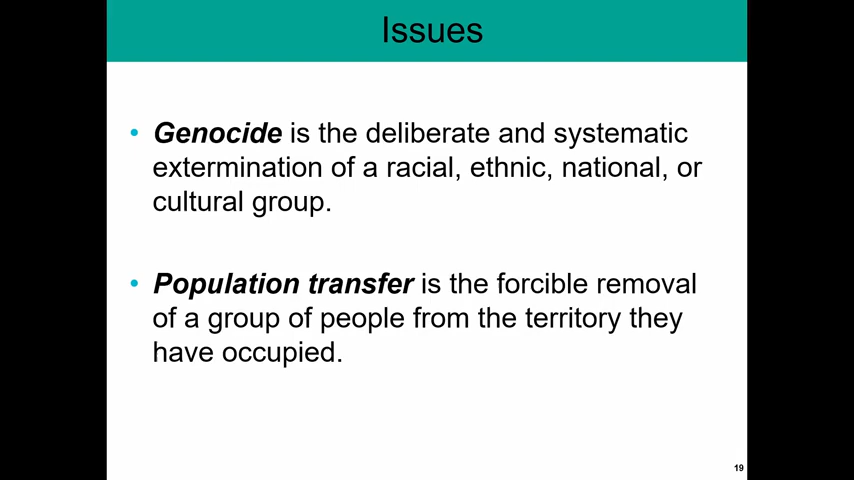 Issues
• Genocide is the deliberate and systematic
extermination of a racial, ethnic, national, or
cultural group.
• Population transfer is the forcible removal
of a group of people from the territory they
have occupied.
19